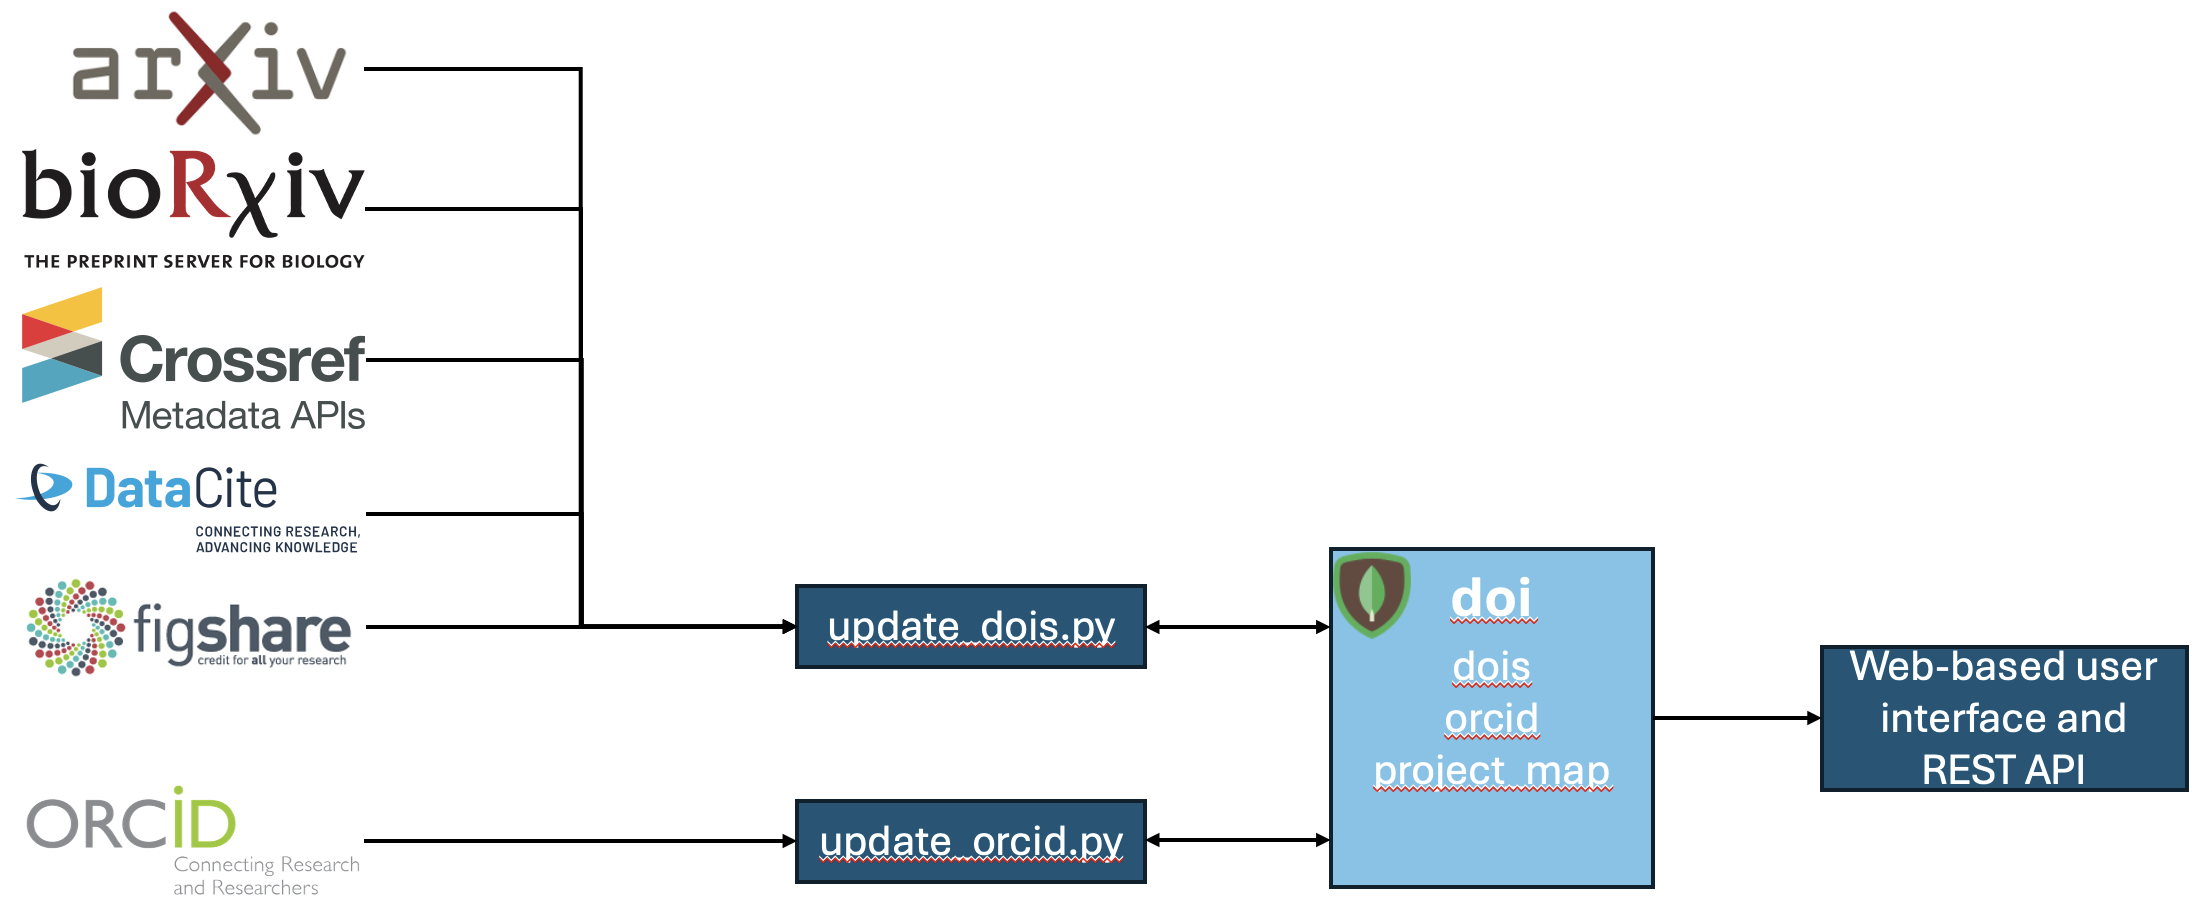 arXiv
bioRxiv
THE PREPRINT SERVER FOR BIOLOGY
Crossref
Metadata APIs
DataCite
CONNECTING RESEARCH,
ADVANCING KNOWLEDGE
figshare
credit for all your research
ORCID
Connecting Research
and Researchers
update_dois.py
update_orcid.py
doi
dois
orcid
project_map
Web-based user
interface and
REST API